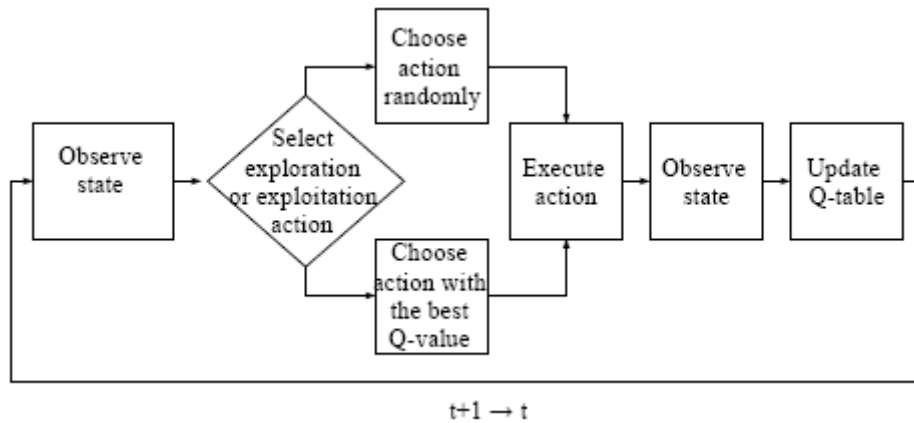 Observe
state
Select
exploration
or exploitation
action
Choose
action
randomly
Choose
action with
the best
Q-value
Execute
action
Observe
state
Update
Q-table
t+1 → t